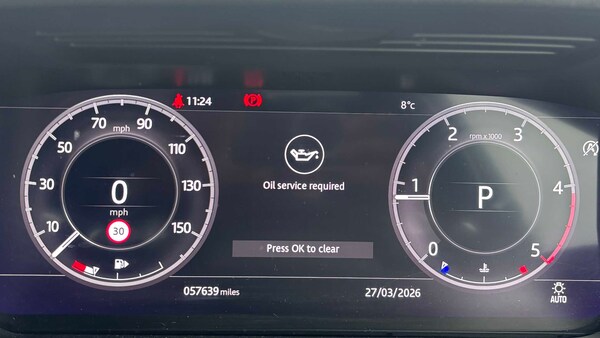 11:24
P
8°c
10
30
50
70
90
110
130
150
mph
0
mph
30
Oil service required
Press OK to clear
0
1
2
3
4
5
rpm x 1000
P
A
057639 miles
27/03/2026
AUTO